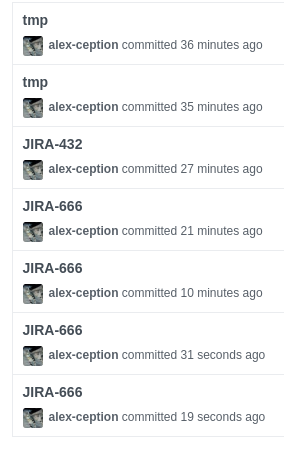 tmp
alex-ception committed 36 minutes ago
tmp
alex-ception committed 35 minutes ago
JIRA-432
alex-ception committed 27 minutes ago
JIRA-666
alex-ception committed 21 minutes ago
JIRA-666
alex-ception committed 10 minutes ago
JIRA-666
alex-ception committed 31 seconds ago
JIRA-666
alex-ception committed 19 seconds ago